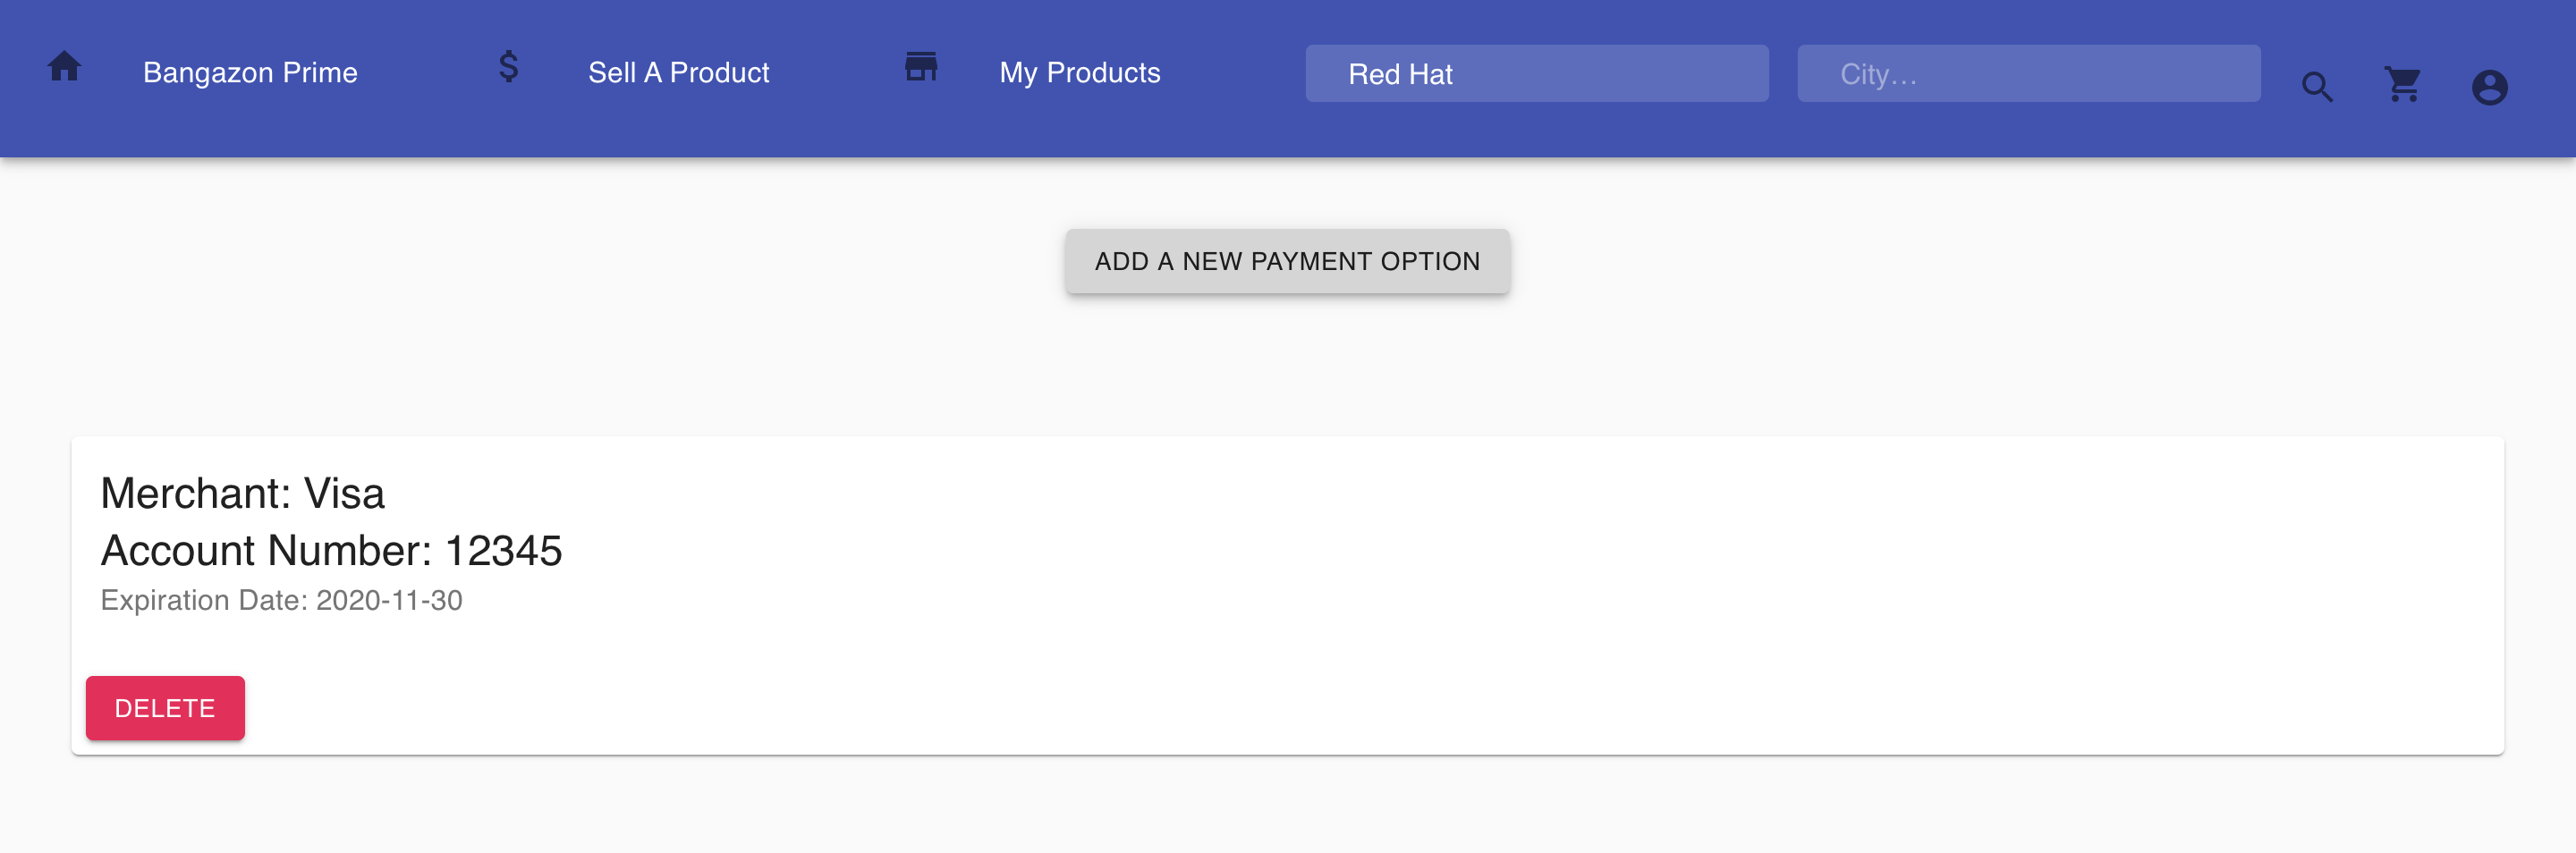 Bangazon Prime
Sell A Product
My Products
Red Hat
City...
ADD A NEW PAYMENT OPTION
Merchant: Visa
Account Number: 12345
Expiration Date: 2020-11-30
DELETE